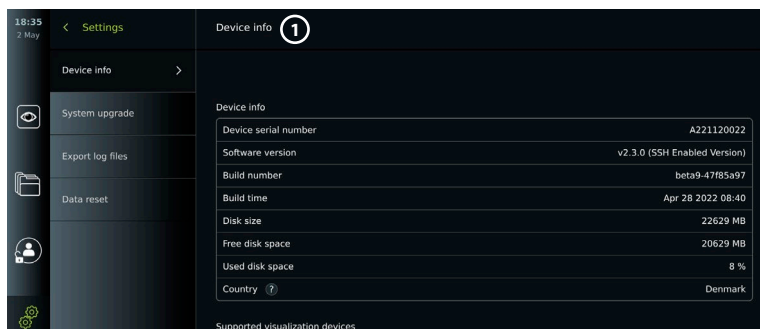 18:35
2 May
Settings
Device info
System upgrade
Export log files
Data reset
Device info 1
Device info
Device serial number A221120022
Software version v2.3.0 (SSH Enabled Version)
Build number beta9-47f85a97
Build time Apr 28 2022 08:40
Disk size 22629 MB
Free disk space 20629 MB
Used disk space 8 %
Country ? Denmark
Supported visualization devices